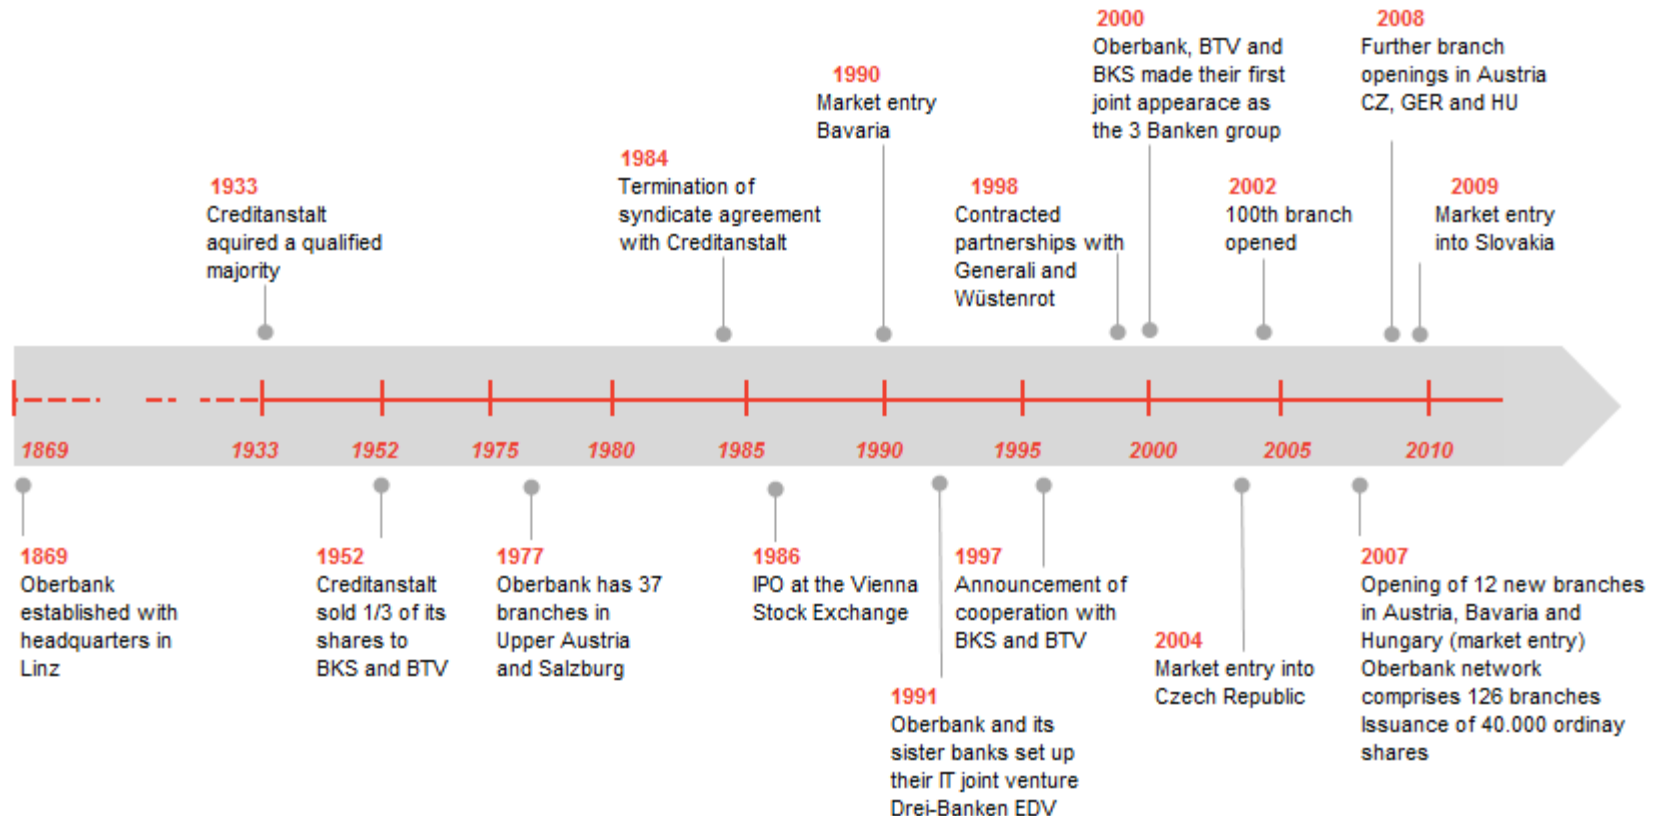 2000
Oberbank, BTV and
BKS made their first
joint appearace as
the 3 Banken group
2008
Further branch
openings in Austria
CZ, GER and HU
1990
Market entry
Bavaria
1984
Termination of
syndicate agreement
with Creditanstalt
1933
Creditanstalt
aquired a qualified
majority
1998
Contracted
partnerships with
Generali and
Wüstenrot
2002
100th branch
opened
2009
Market entry
into Slovakia
1869 1933 1952 1975 1980 1985 1990 1995 2000 2005 2010
1869
Oberbank
established with
headquarters in
Linz
1952
Creditanstalt
sold 1/3 of its
shares to
BKS and BTV
1977
Oberbank has 37
branches in
Upper Austria
and Salzburg
1986
IPO at the Vienna
Stock Exchange
1991
Oberbank and its
sister banks set up
their IT joint venture
Drei-Banken EDV
1997
Announcement of
cooperation with
BKS and BTV
2004
Market entry into
Czech Republic
2007
Opening of 12 new branches
in Austria, Bavaria and
Hungary (market entry)
Oberbank network
comprises 126 branches
Issuance of 40.000 ordinay
shares